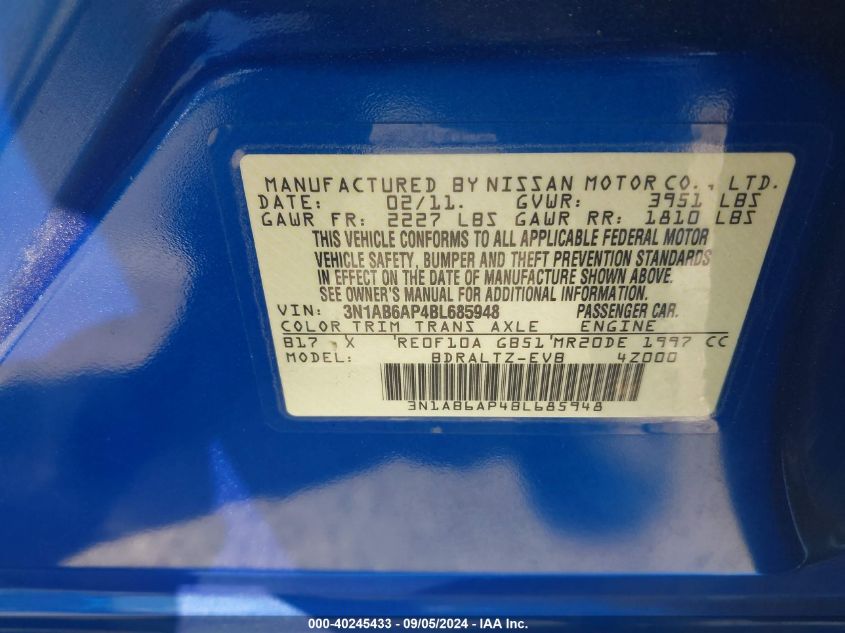 MANUFACTURED BY NISSAN MOTOR CO., LTD.
DATE: 02/11. GVWR: 3951 LBS
GAWR FR: 2227 LBS GAWR RR: 1810 LBS
THIS VEHICLE CONFORMS TO ALL APPLICABLE FEDERAL MOTOR
VEHICLE SAFETY, BUMPER AND THEFT PREVENTION STANDARDS
IN EFFECT ON THE DATE OF MANUFACTURE SHOWN ABOVE.
SEE OWNER'S MANUAL FOR ADDITIONAL INFORMATION.
VIN: 3N1AB6AP4BL685948 PASSENGER CAR.
COLOR TRIM TRANS AXLE ENGINE
B17 X 'RE0F10A GB51'MR20DE 1997 CC
MODEL: BDRALTZ-EVB 4Z000
3N1AB6AP4BL685948
000-40245433 - 09/05/2024 - IAA Inc.